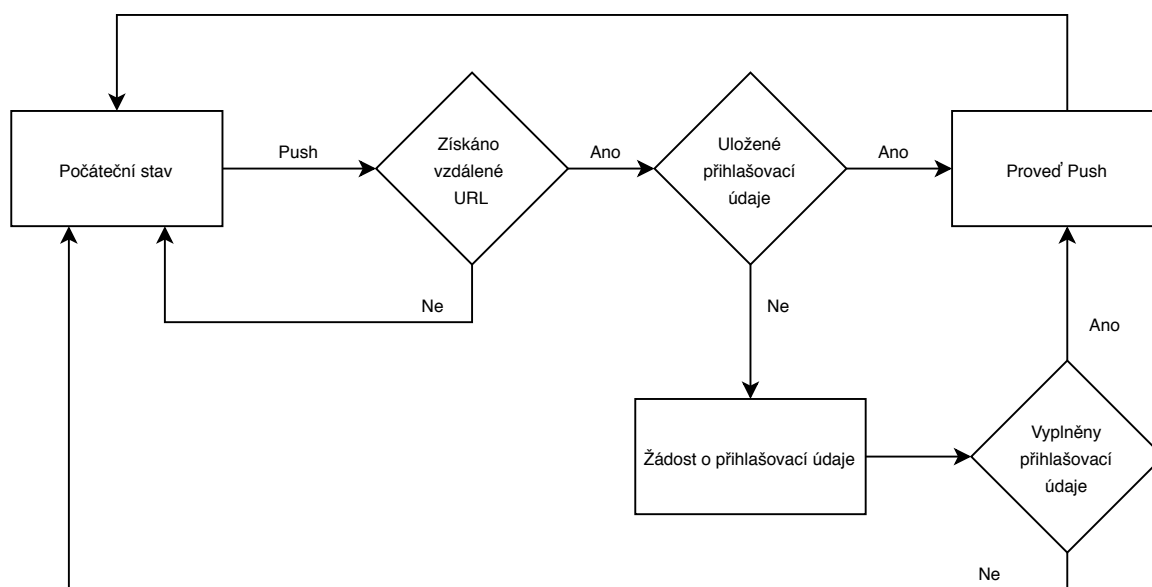 Počáteční stav
Push
Získáno
vzdálené
URL
Ano
Uložené
přihlašovací
údaje
Ano
Proveď Push
Ne
Ne
Ano
Žádost o přihlašovací údaje
Vyplněny
přihlašovací
údaje
Ne